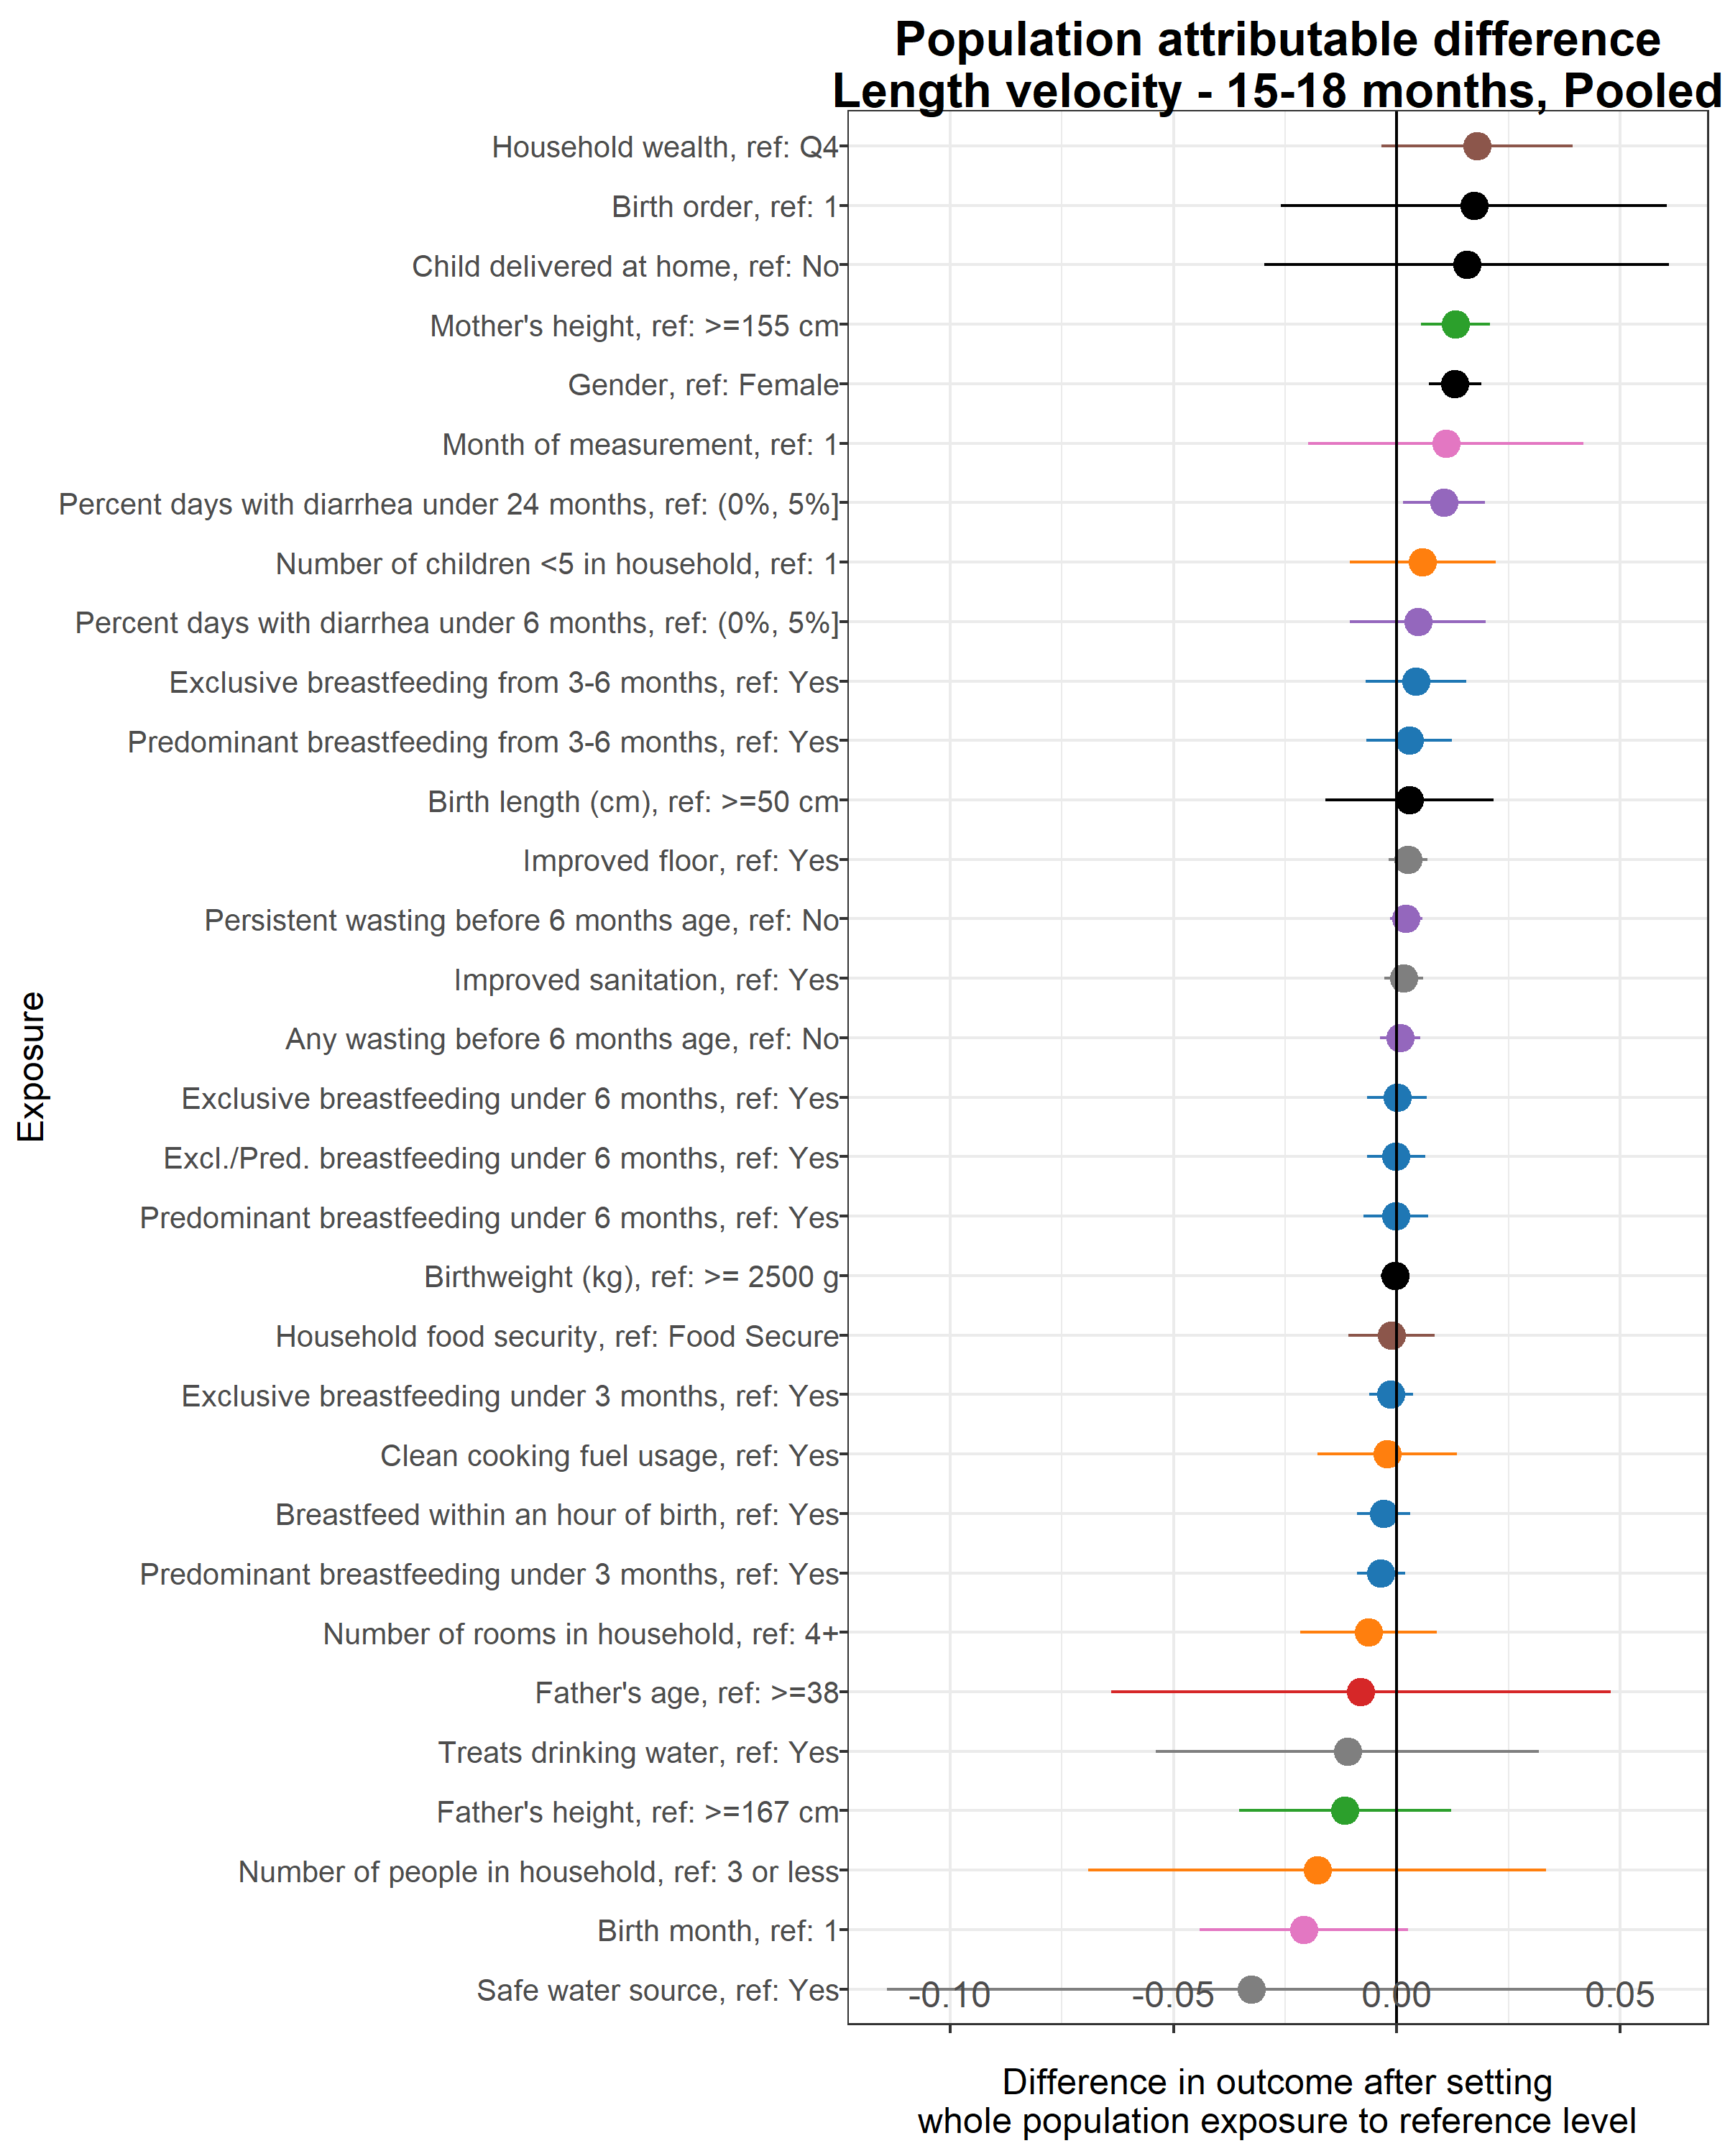 Population attributable difference
Length velocity - 15-18 months, Pooled
Household wealth, ref: Q4
Birth order, ref: 1
Child delivered at home, ref: No
Mother's height, ref: >=155 cm
Gender, ref: Female
Month of measurement, ref: 1
Percent days with diarrhea under 24 months, ref: (0%, 5%]
Number of children <5 in household, ref: 1
Percent days with diarrhea under 6 months, ref: (0%, 5%]
Exclusive breastfeeding from 3-6 months, ref: Yes
Predominant breastfeeding from 3-6 months, ref: Yes
Birth length (cm), ref: >=50 cm
Improved floor, ref: Yes
Persistent wasting before 6 months age, ref: No
Improved sanitation, ref: Yes
Any wasting before 6 months age, ref: No
Exclusive breastfeeding under 6 months, ref: Yes
Excl./Pred. breastfeeding under 6 months, ref: Yes
Predominant breastfeeding under 6 months, ref: Yes
Birthweight (kg), ref: >= 2500 g
Household food security, ref: Food Secure
Exclusive breastfeeding under 3 months, ref: Yes
Clean cooking fuel usage, ref: Yes
Breastfeed within an hour of birth, ref: Yes
Predominant breastfeeding under 3 months, ref: Yes
Number of rooms in household, ref: 4+
Father's age, ref: >=38
Treats drinking water, ref: Yes
Father's height, ref: >=167 cm
Number of people in household, ref: 3 or less
Birth month, ref: 1
Safe water source, ref: Yes
Exposure
-0.10 -0.05 0.00 0.05
Difference in outcome after setting
whole population exposure to reference level